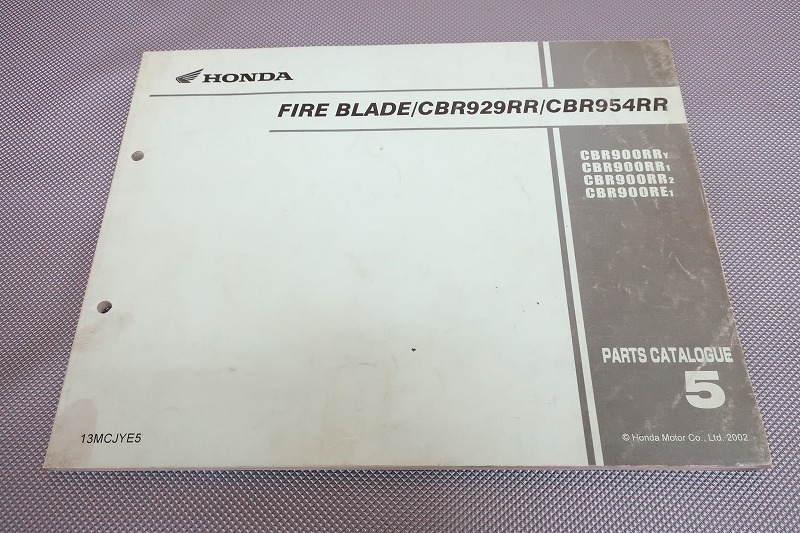 HONDA
FIRE BLADE/CBR929RR/CBR954RR
CBR900RRY
CBR900RR1
CBR900RR2
CBR900RE1
PARTS CATALOGUE
5
13MCJYE5
© Honda Motor Co., Ltd. 2002